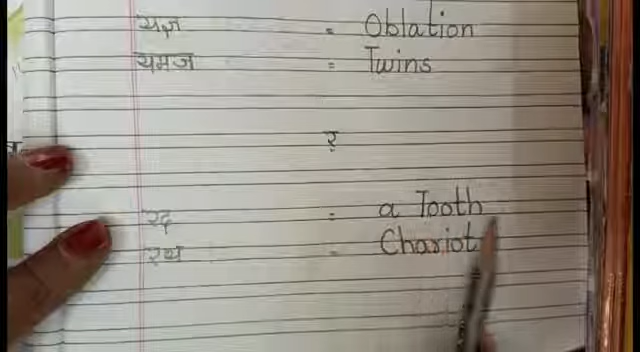 यज्ञ = Oblation
यमज = Twins
र
रद = a Tooth
रथ = Chariot